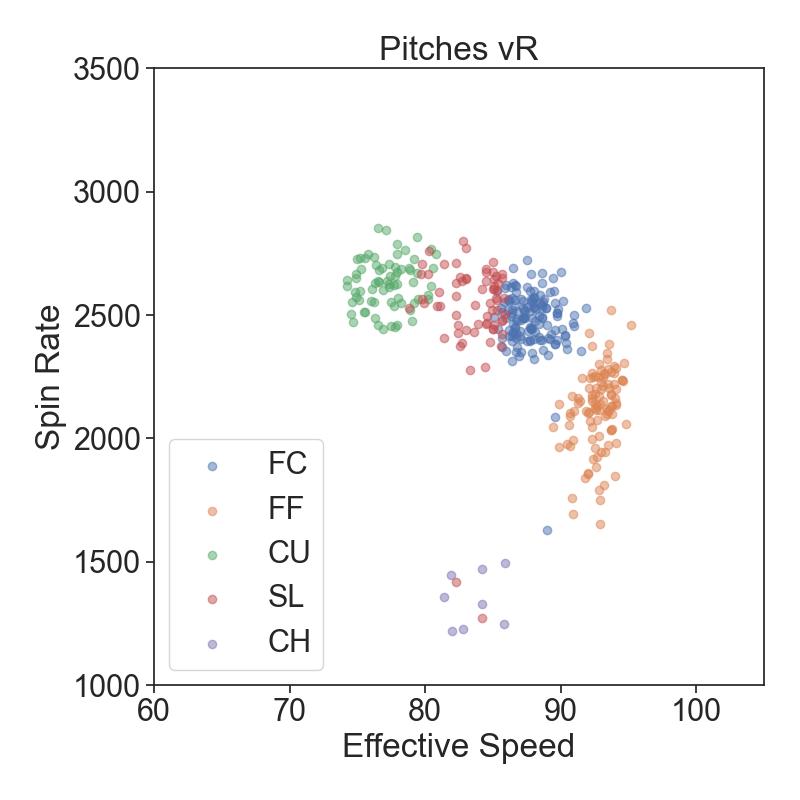 Pitches vR
3500
3000
2500
2000
1500
1000
Spin Rate
FC
FF
CU
SL
CH
60 70 80 90 100
Effective Speed